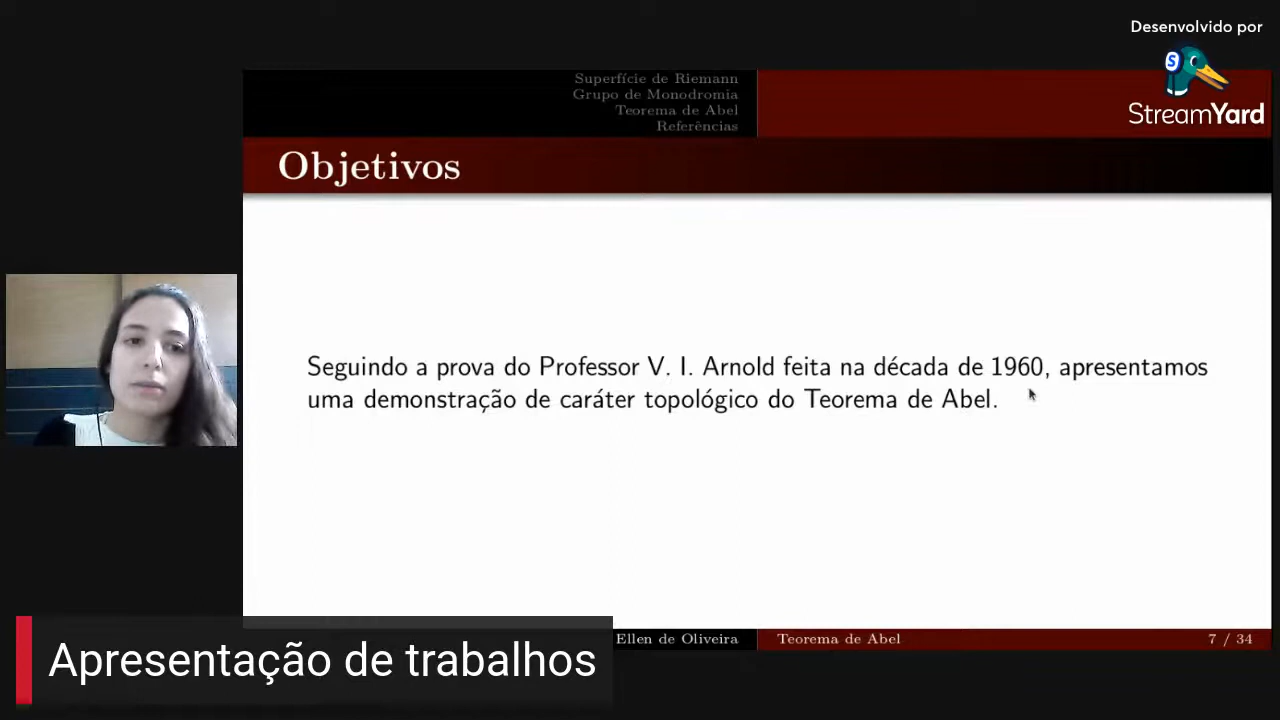 Desenvolvido por
StreamYard
Superfície de Riemann
Grupo de Monodromia
Teorema de Abel
Referências
Objetivos
Seguindo a prova do Professor V. I. Arnold feita na década de 1960, apresentamos
uma demonstração de caráter topológico do Teorema de Abel.
Ellen de Oliveira
Teorema de Abel
7 / 34
Apresentação de trabalhos